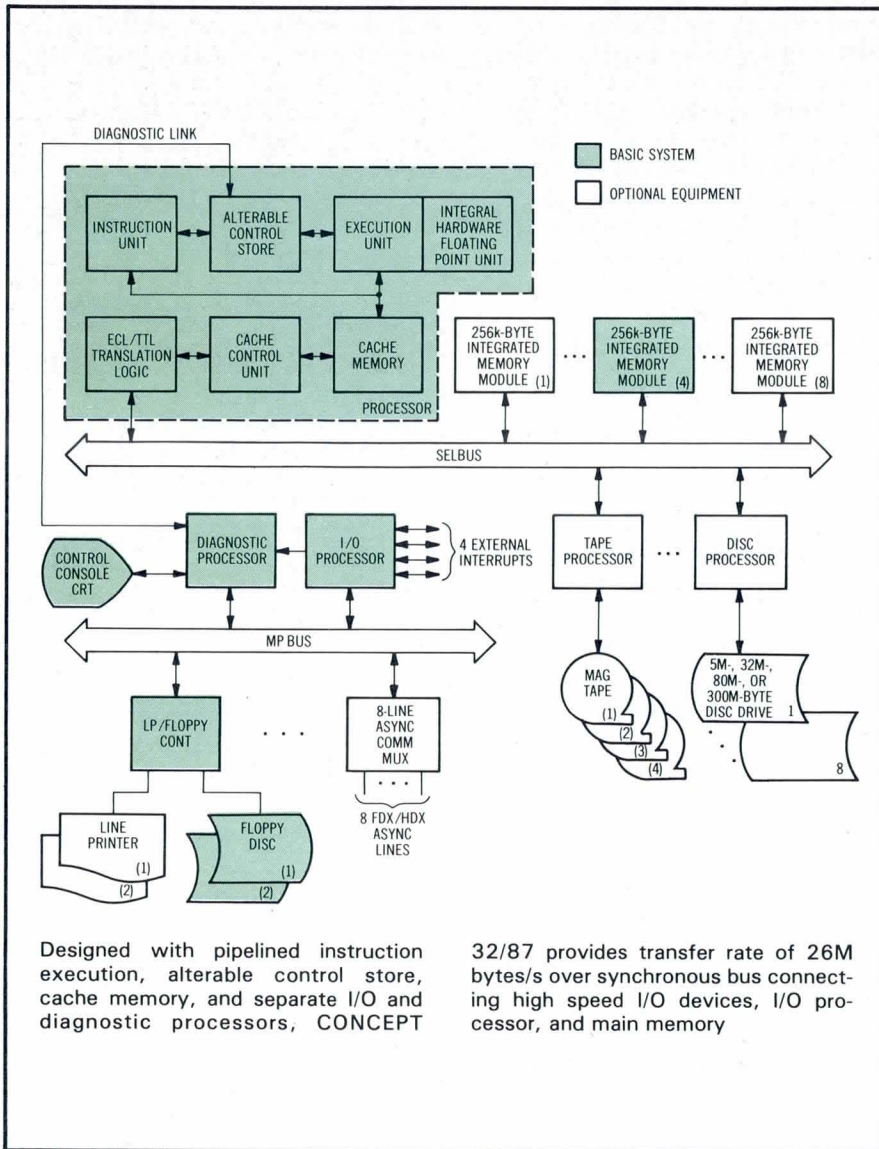 DIAGNOSTIC LINK
BASIC SYSTEM
OPTIONAL EQUIPMENT
INSTRUCTION
UNIT
ALTERABLE
CONTROL
STORE
EXECUTION
UNIT
INTEGRAL
HARDWARE
FLOATING
POINT UNIT
ECL/TTL
TRANSLATION
LOGIC
CACHE
CONTROL
UNIT
CACHE
MEMORY
PROCESSOR
256k-BYTE
INTEGRATED
MEMORY
MODULE (1)
...
256k-BYTE
INTEGRATED
MEMORY
MODULE (4)
...
256k-BYTE
INTEGRATED
MEMORY
MODULE (8)
SELBUS
CONTROL
CONSOLE
CRT
DIAGNOSTIC
PROCESSOR
I/O
PROCESSOR
4 EXTERNAL
INTERRUPTS
TAPE
PROCESSOR
...
DISC
PROCESSOR
MP BUS
LP/FLOPPY
CONT
...
8-LINE
ASYNC
COMM
MUX
...
8 FDX/HDX
ASYNC
LINES
MAG
TAPE
(1)
(2)
(3)
(4)
5M-, 32M-,
80M-, OR
300M-BYTE
DISC DRIVE 1
8
LINE
PRINTER
(1)
(2)
FLOPPY
DISC
(1)
(2)
Designed with pipelined instruction
execution, alterable control store,
cache memory, and separate I/O and
diagnostic processors, CONCEPT
32/87 provides transfer rate of 26M
bytes/s over synchronous bus connect-
ing high speed I/O devices, I/O pro-
cessor, and main memory